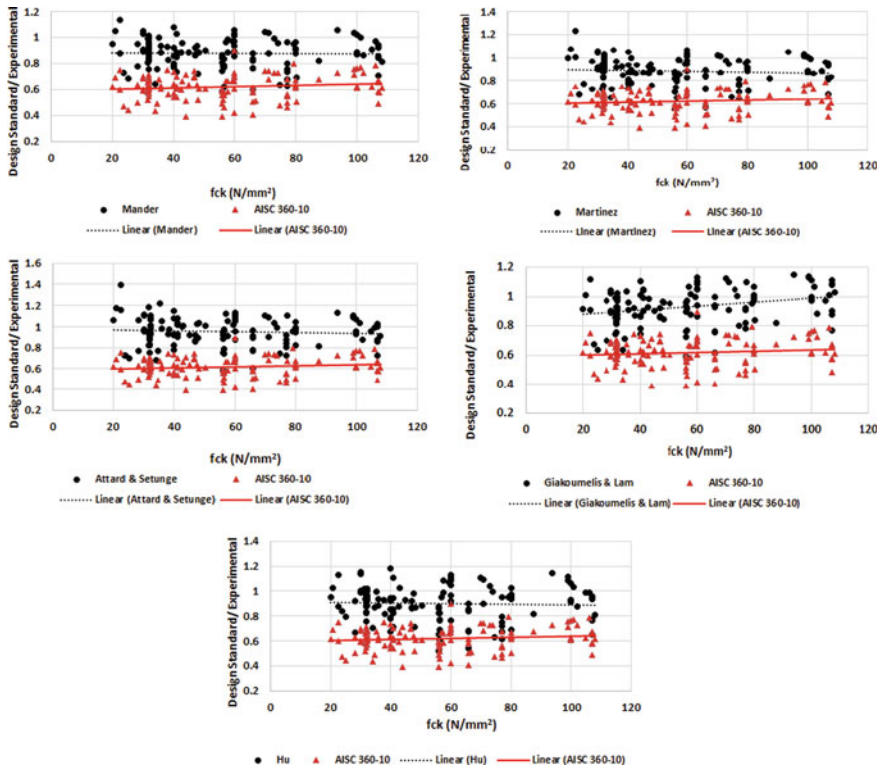 Design Standard/ Experimental
1.2
1
0.8
0.6
0.4
0.2
0 20 40 60 80 100 120
fck (N/mm²)
Mander AISC 360-10
Linear (Mander) Linear (AISC 360-10)
Design Standard/ Experimental
1.4
1.2
1
0.8
0.6
0.4
0.2
0 20 40 60 80 100 120
fck (N/mm²)
Martinez AISC 360-10
Linear (Martinez) Linear (AISC 360-10)
Design Standard/ Experimental
1.6
1.4
1.2
1
0.8
0.6
0.4
0.2
0 20 40 60 80 100 120
fck (N/mm²)
Attard & Setunge AISC 360-10
Linear (Attard & Setunge) Linear (AISC 360-10)
Design Standard/ Experimental
1.2
1
0.8
0.6
0.4
0.2
0 20 40 60 80 100 120
fck (N/mm²)
Giakoumelis & Lam AISC 360-10
Linear (Giakoumelis & Lam) Linear (AISC 360-10)
Design Standard/ Experimental
1.4
1.2
1
0.8
0.6
0.4
0.2
0 20 40 60 80 100 120
fck (N/mm²)
Hu AISC 360-10 Linear (Hu) Linear (AISC 360-10)